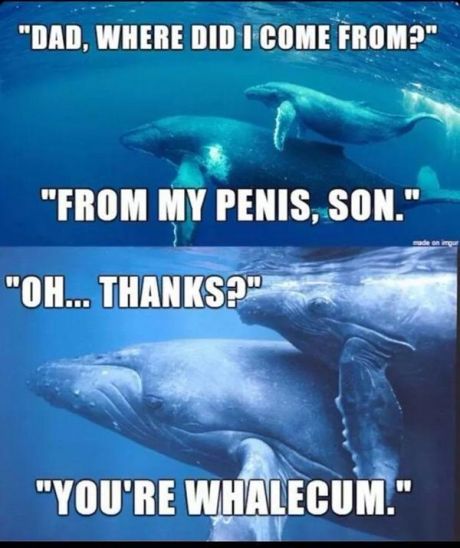 "DAD, WHERE DID I COME FROM?"
"FROM MY PENIS, SON."
made on imgur
"OH... THANKS?"
"YOU'RE WHALECUM."